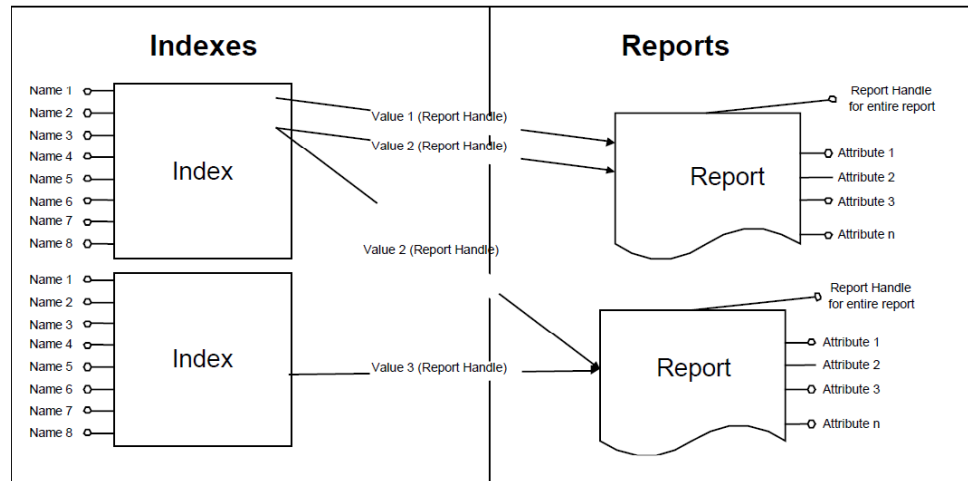 Indexes
Reports
Name 1
Name 2
Name 3
Name 4
Name 5
Name 6
Name 7
Name 8
Index
Value 1 (Report Handle)
Value 2 (Report Handle)
Value 2 (Report Handle)
Report Handle
for entire report
Report
Attribute 1
Attribute 2
Attribute 3
Attribute n
Name 1
Name 2
Name 3
Name 4
Name 5
Name 6
Name 7
Name 8
Index
Value 3 (Report Handle)
Report Handle
for entire report
Report
Attribute 1
Attribute 2
Attribute 3
Attribute n